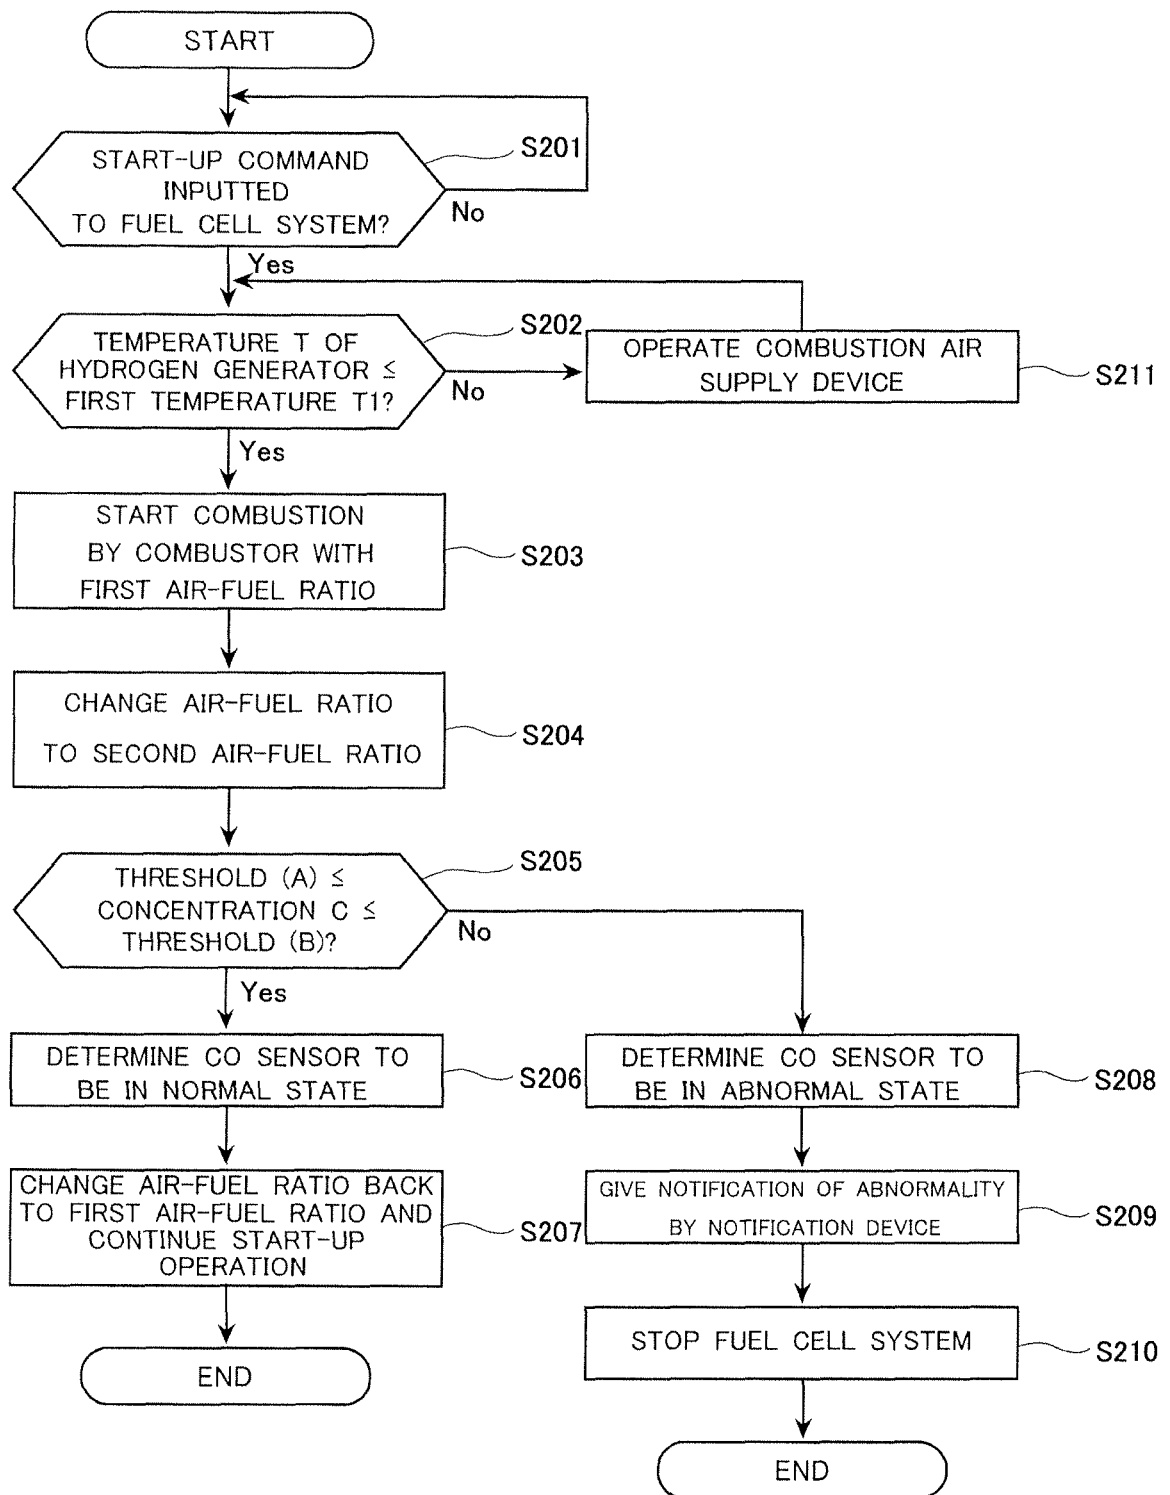 START
START-UP COMMAND
INPUTTED
TO FUEL CELL SYSTEM?
S201
No
Yes
TEMPERATURE T OF
HYDROGEN GENERATOR ≤
FIRST TEMPERATURE T1?
S202
No
OPERATE COMBUSTION AIR
SUPPLY DEVICE
S211
Yes
START COMBUSTION
BY COMBUSTOR WITH
FIRST AIR-FUEL RATIO
S203
CHANGE AIR-FUEL RATIO
TO SECOND AIR-FUEL RATIO
S204
THRESHOLD (A) ≤
CONCENTRATION C ≤
THRESHOLD (B)?
S205
No
Yes
DETERMINE CO SENSOR TO
BE IN NORMAL STATE
S206
DETERMINE CO SENSOR TO
BE IN ABNORMAL STATE
S208
CHANGE AIR-FUEL RATIO BACK
TO FIRST AIR-FUEL RATIO AND
CONTINUE START-UP
OPERATION
S207
GIVE NOTIFICATION OF ABNORMALITY
BY NOTIFICATION DEVICE
S209
STOP FUEL CELL SYSTEM
S210
END
END